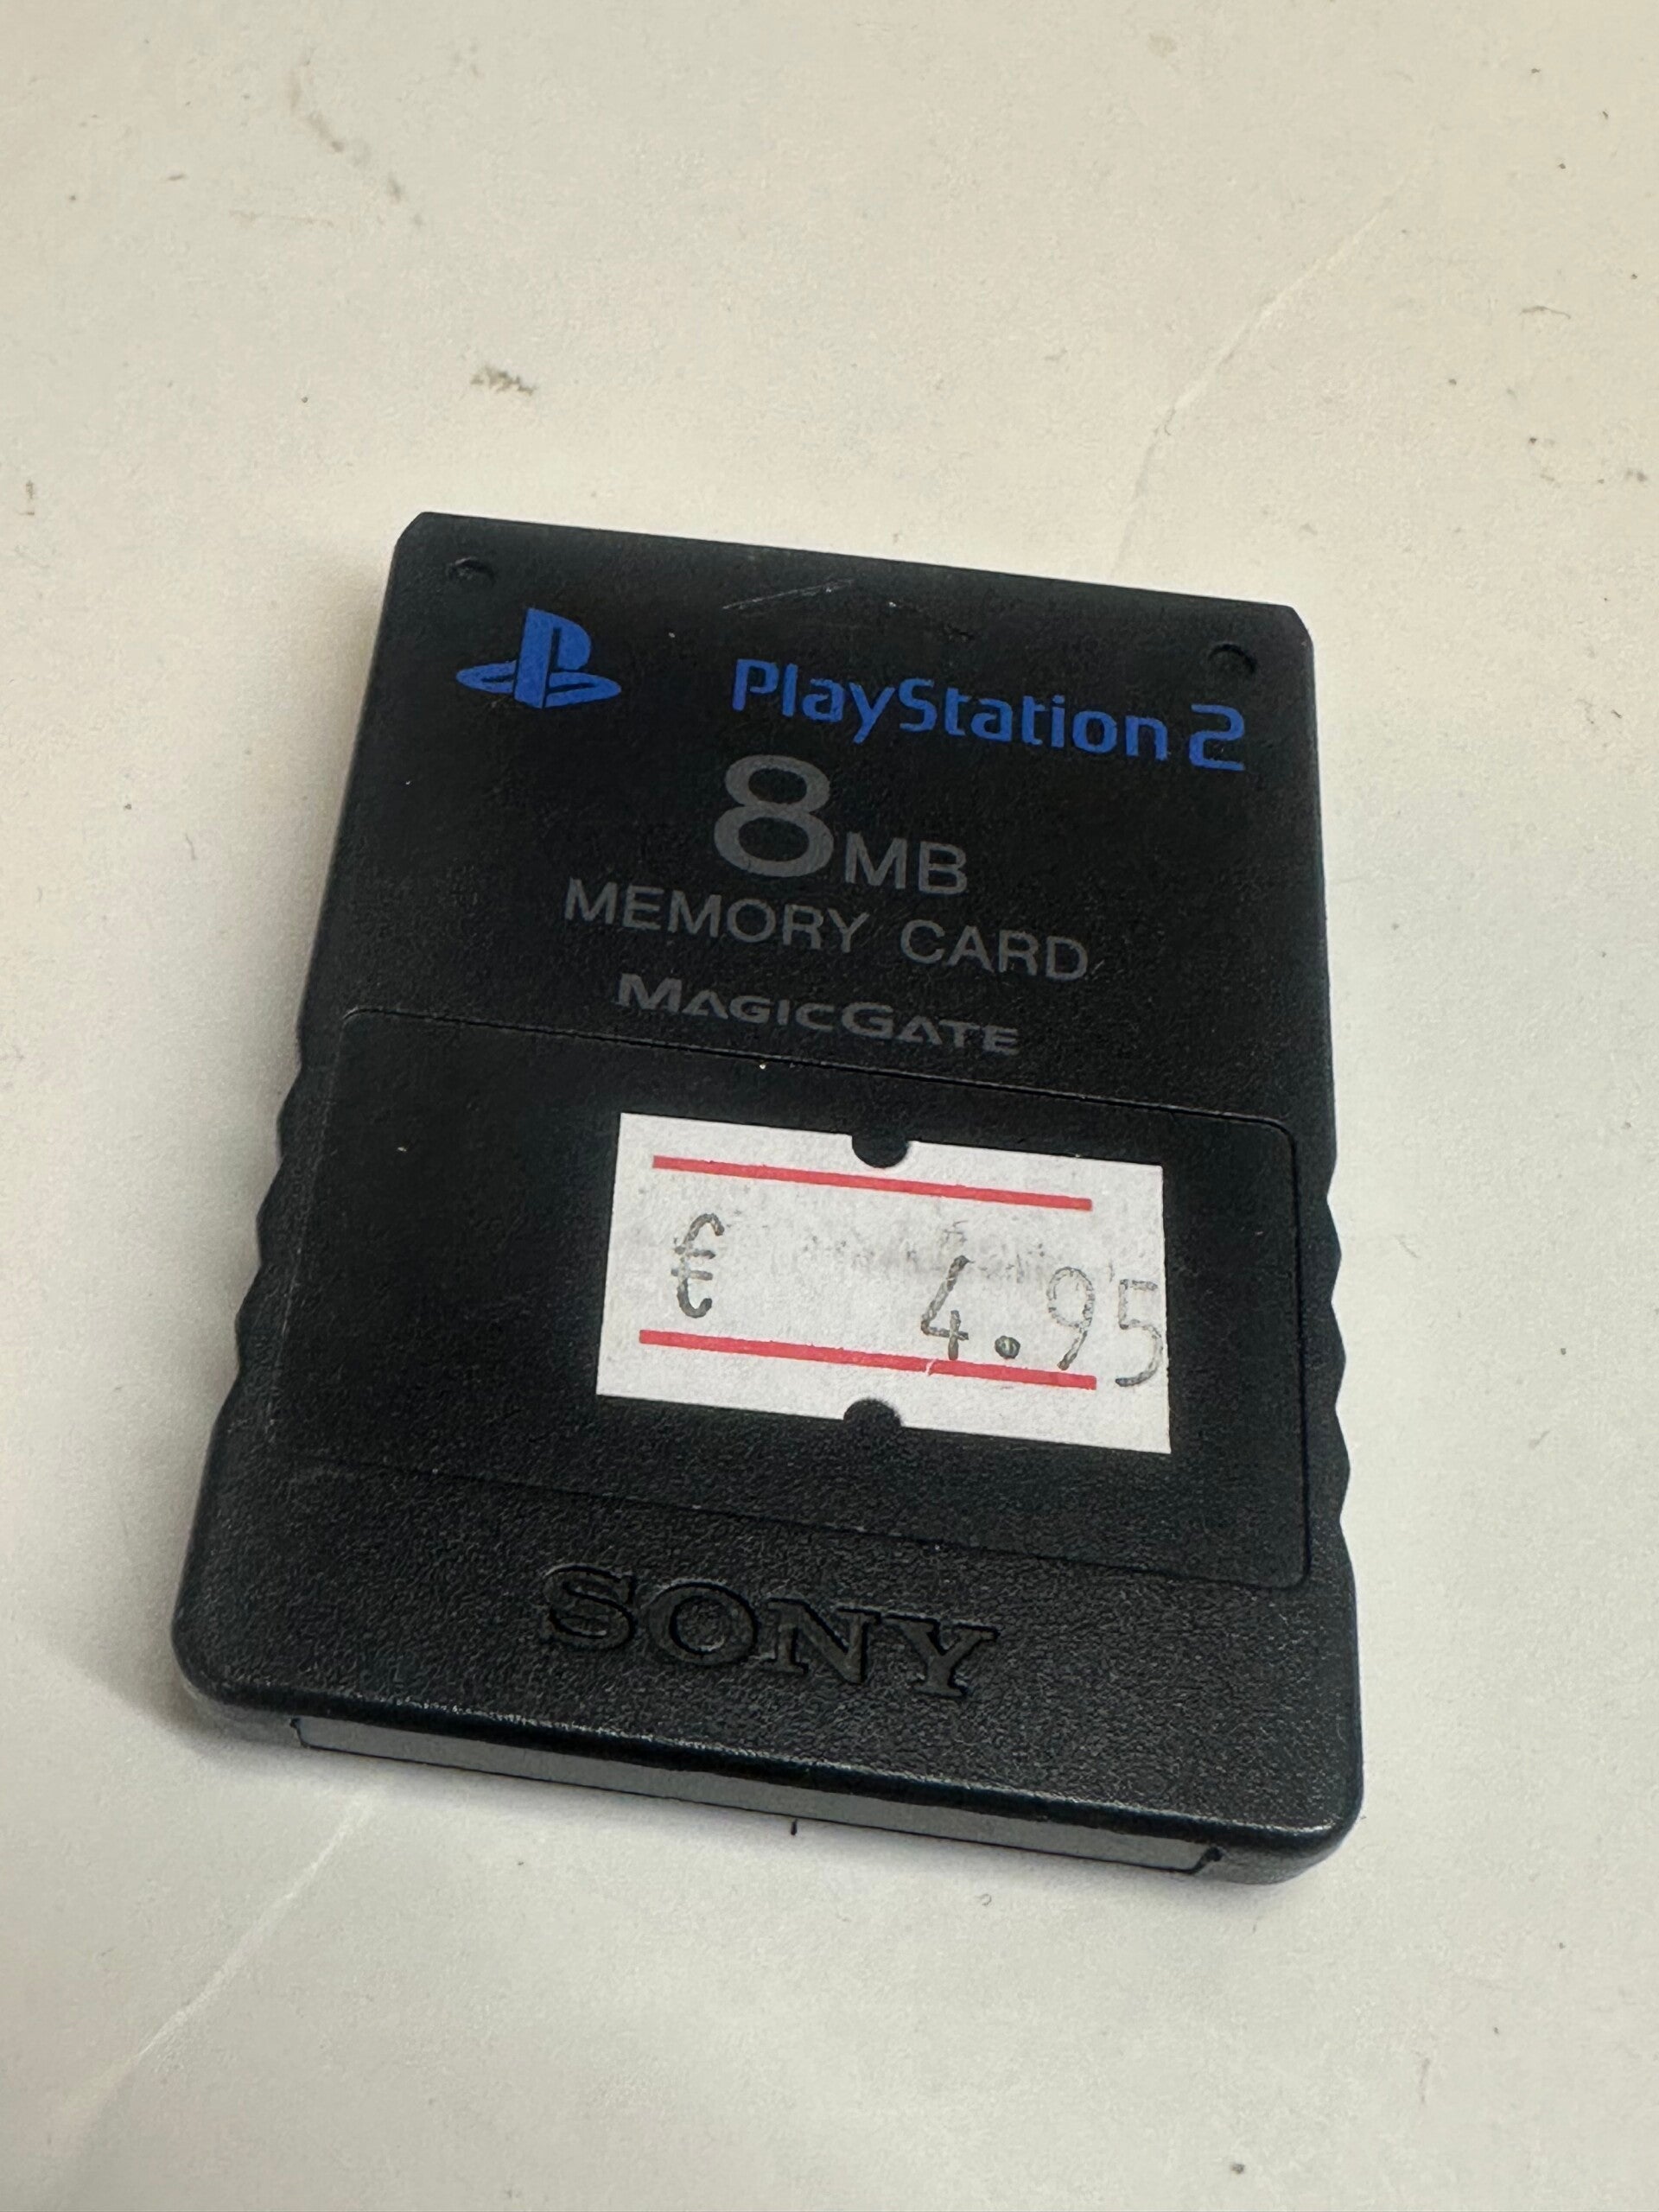 PlayStation 2
8MB
MEMORY CARD
MAGICGATE
€ 4.95
SONY